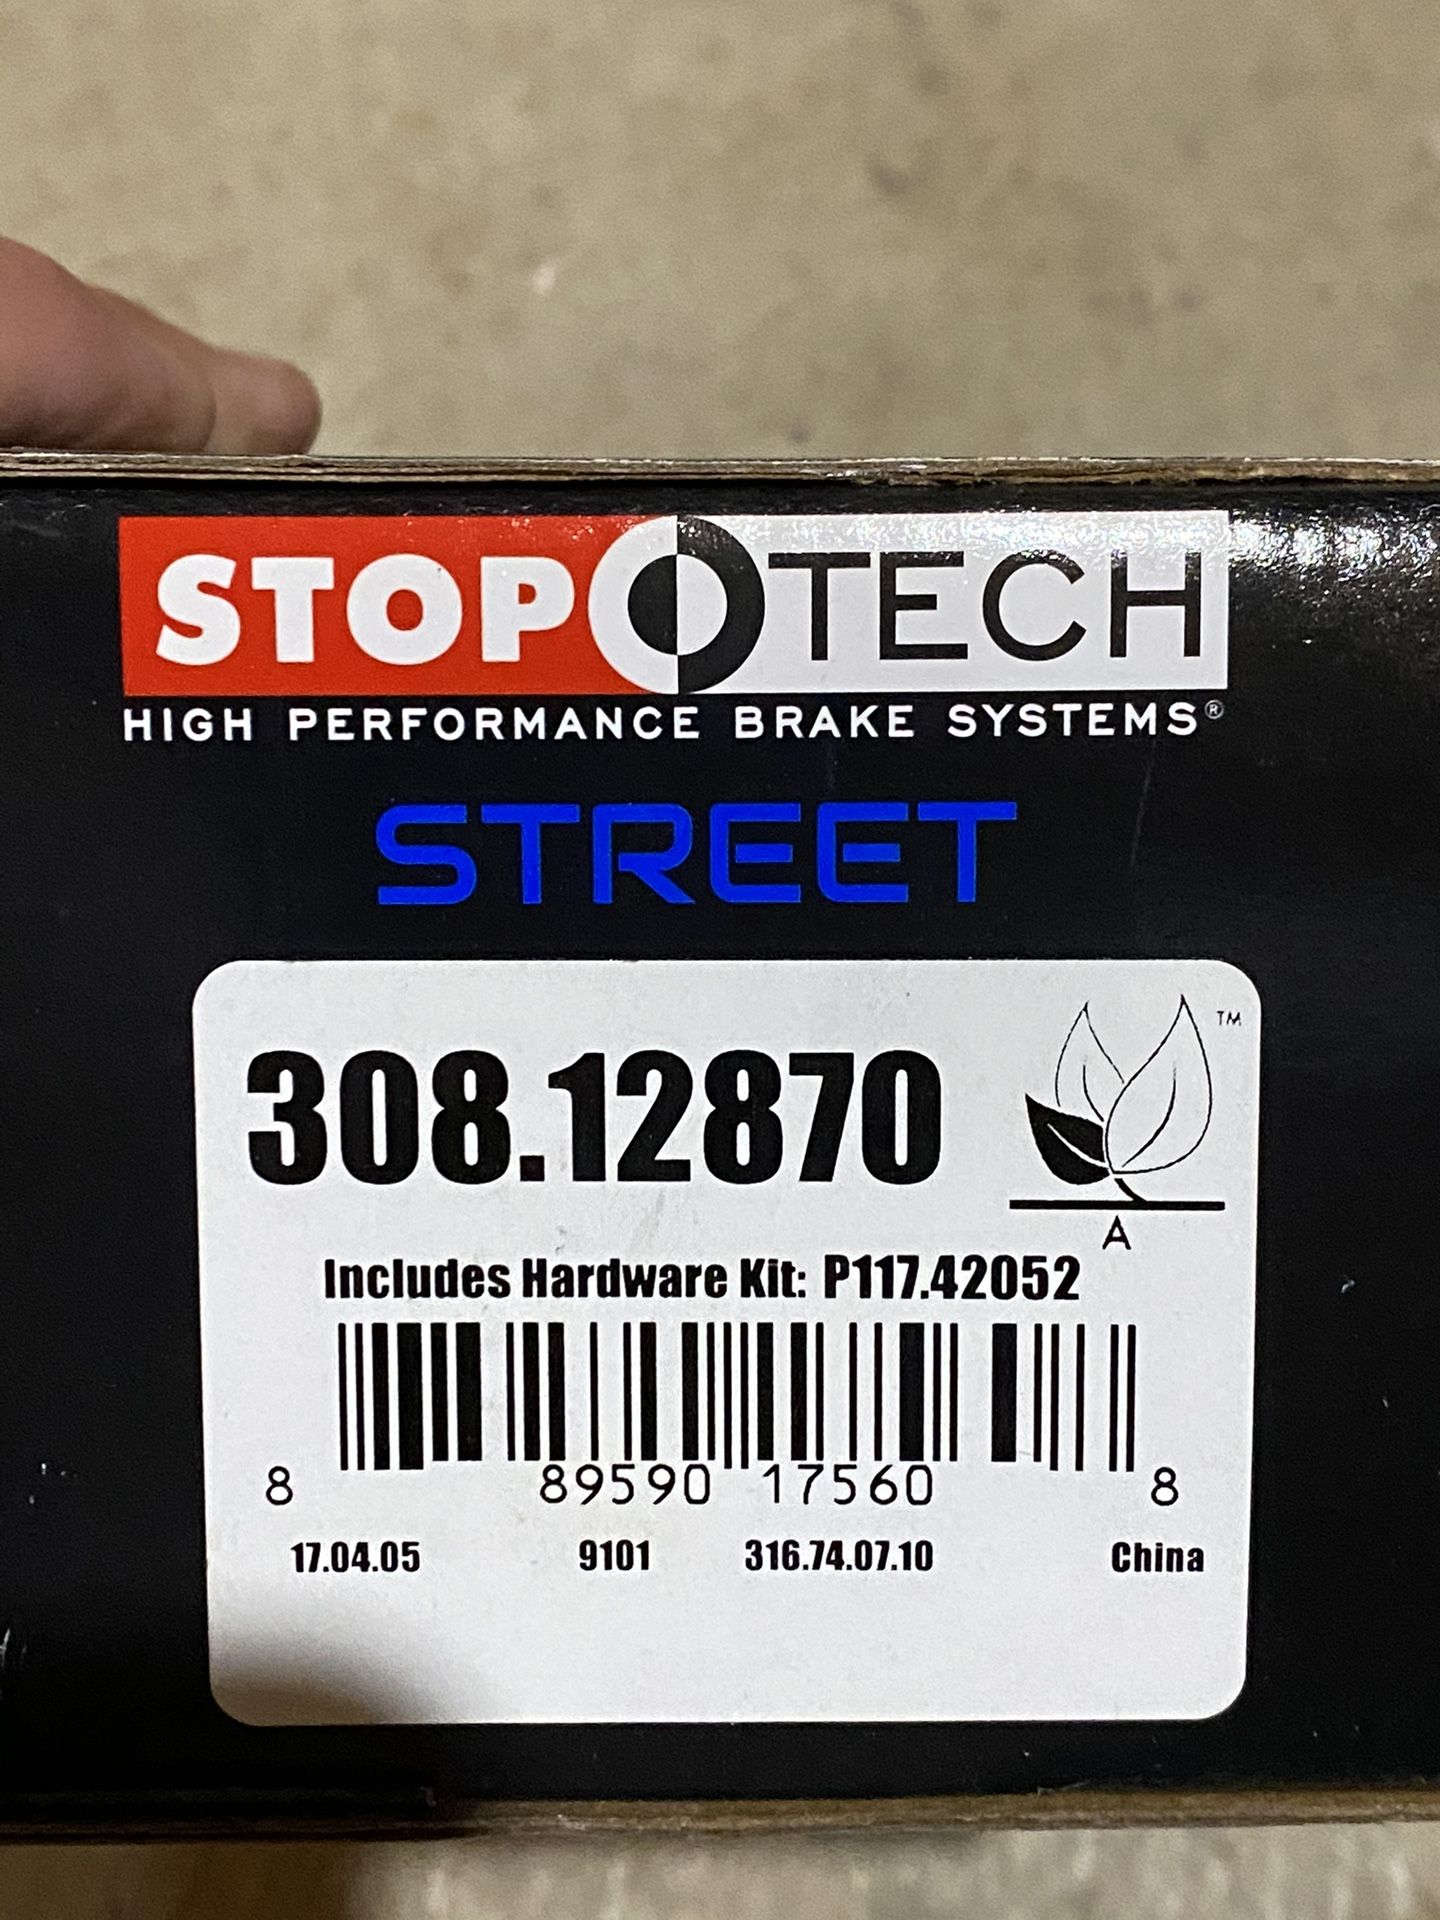 STOPTECH
HIGH PERFORMANCE BRAKE SYSTEMS®
STREET
308.12870
TM
A
Includes Hardware Kit: P117.42052
8 89590 17560 8
17.04.05 9101 316.74.07.10 China